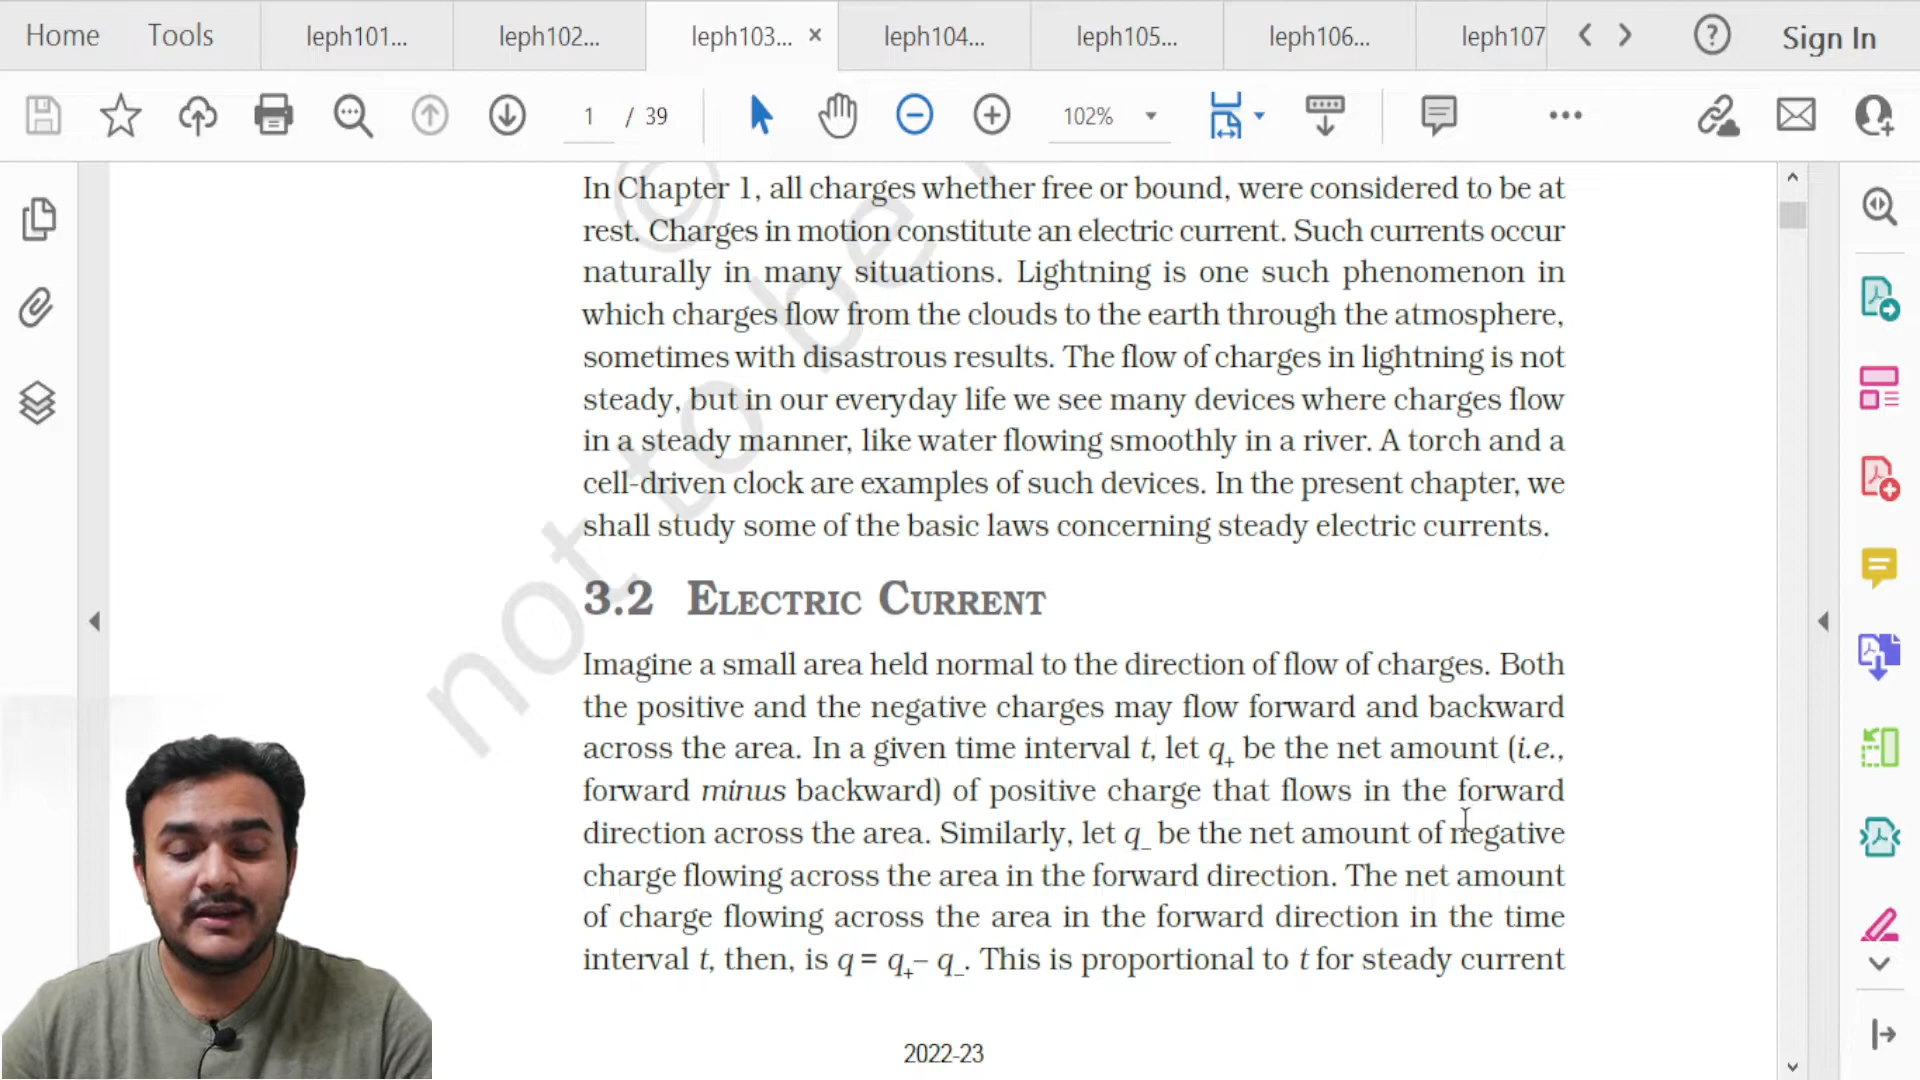 Home Tools leph101... leph102... leph103... × leph104... leph105... leph106... leph107 Sign In
1 / 39 102%
In Chapter 1, all charges whether free or bound, were considered to be at
rest. Charges in motion constitute an electric current. Such currents occur
naturally in many situations. Lightning is one such phenomenon in
which charges flow from the clouds to the earth through the atmosphere,
sometimes with disastrous results. The flow of charges in lightning is not
steady, but in our everyday life we see many devices where charges flow
in a steady manner, like water flowing smoothly in a river. A torch and a
cell-driven clock are examples of such devices. In the present chapter, we
shall study some of the basic laws concerning steady electric currents.
3.2 ELECTRIC CURRENT
Imagine a small area held normal to the direction of flow of charges. Both
the positive and the negative charges may flow forward and backward
across the area. In a given time interval t, let q₊ be the net amount (i.e.,
forward minus backward) of positive charge that flows in the forward
direction across the area. Similarly, let q₋ be the net amount of negative
charge flowing across the area in the forward direction. The net amount
of charge flowing across the area in the forward direction in the time
interval t, then, is q = q₊– q₋. This is proportional to t for steady current
2022-23
© not to be